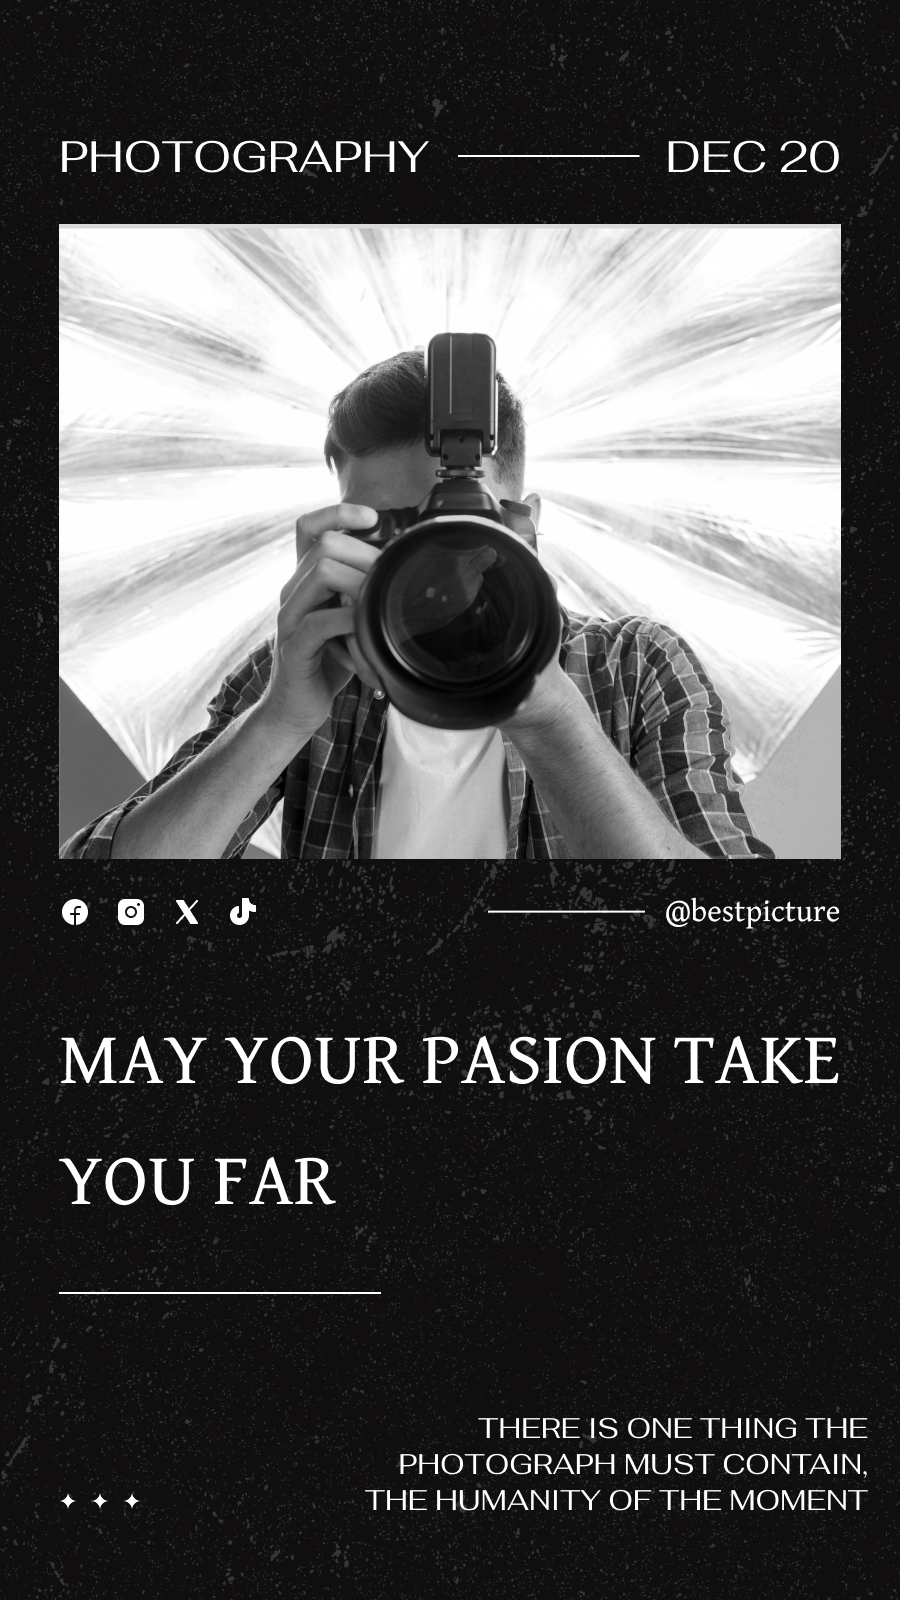 PHOTOGRAPHY DEC 20
@bestpicture
MAY YOUR PASION TAKE
YOU FAR
THERE IS ONE THING THE
PHOTOGRAPH MUST CONTAIN,
THE HUMANITY OF THE MOMENT